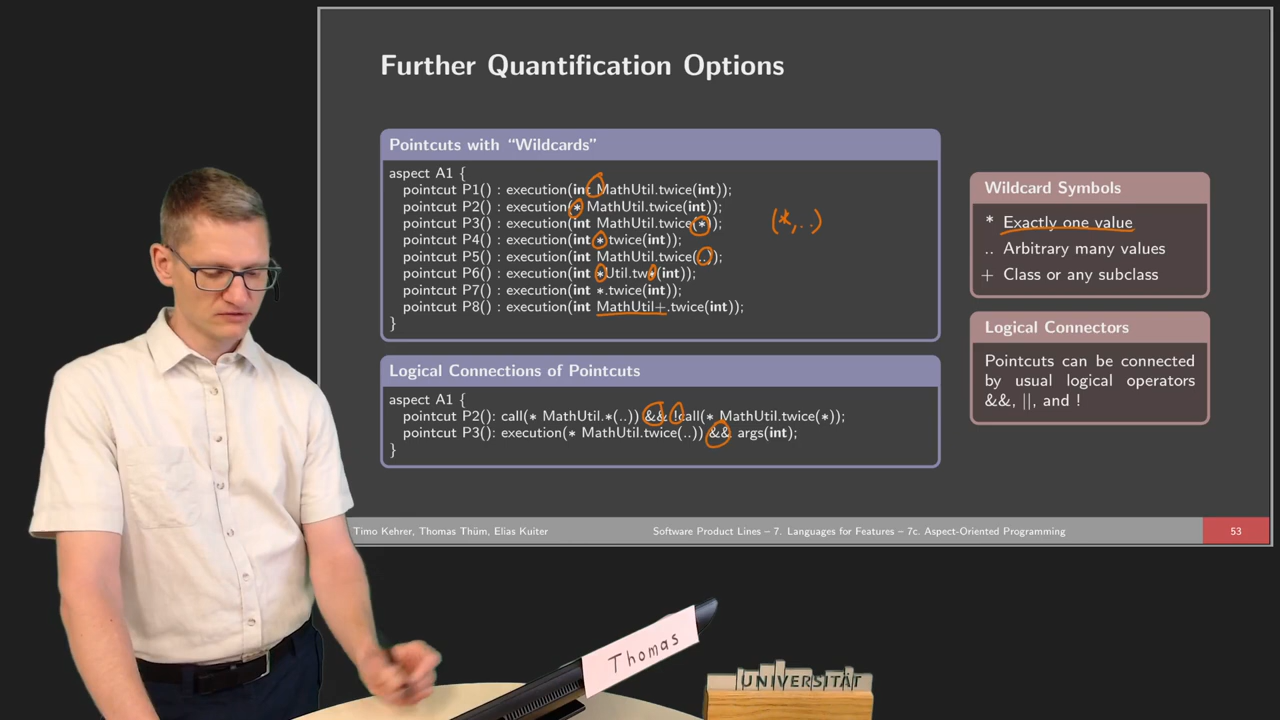 Further Quantification Options
Pointcuts with “Wildcards”
aspect A1 {
pointcut P1() : execution(int MathUtil.twice(int));
pointcut P2() : execution(* MathUtil.twice(int));
pointcut P3() : execution(int MathUtil.twice(*));
pointcut P4() : execution(int *.twice(int));
pointcut P5() : execution(int MathUtil.twice(..));
pointcut P6() : execution(int *Util.tw*(int));
pointcut P7() : execution(int *.twice(int));
pointcut P8() : execution(int MathUtil+.twice(int));
}
(*,..)
Logical Connections of Pointcuts
aspect A1 {
pointcut P2(): call(* MathUtil.*(..)) && !call(* MathUtil.twice(*));
pointcut P3(): execution(* MathUtil.twice(..)) && args(int);
}
Wildcard Symbols
* Exactly one value
.. Arbitrary many values
+ Class or any subclass
Logical Connectors
Pointcuts can be connected
by usual logical operators
&&, ||, and !
Timo Kehrer, Thomas Thüm, Elias Kuiter
Software Product Lines – 7. Languages for Features – 7c. Aspect-Oriented Programming
53
Thomas
UNIVERSITÄT